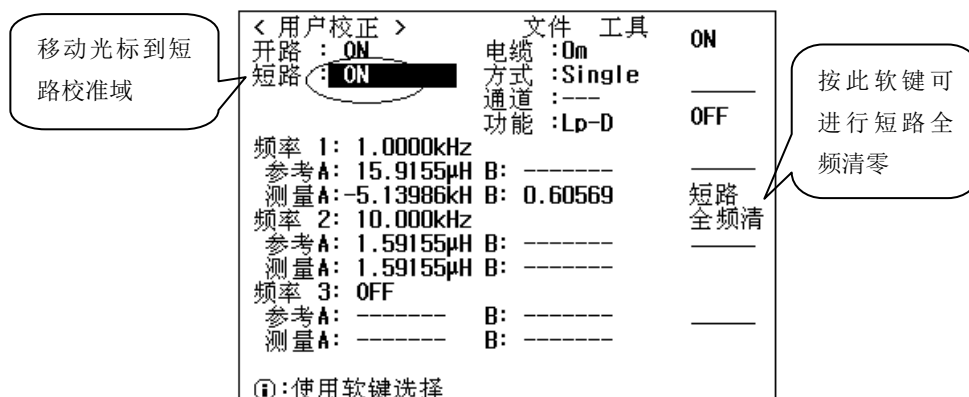 移动光标到短
路校准域
< 用户校正 >
文件 工具
开路 : ON
电缆 :0m
短路 : ON
方式 :Single
通道 :---
功能 :Lp-D
频率 1: 1.0000kHz
参考A: 15.9155μH B: -------
测量A:-5.13986kH B: 0.60569
频率 2: 10.000kHz
参考A: 1.59155μH B: -------
测量A: 1.59155μH B: -------
频率 3: OFF
参考A: ------- B: -------
测量A: ------- B: -------
ⓘ:使用软键选择
ON
OFF
短路
全频清
按此软键可
进行短路全
频清零